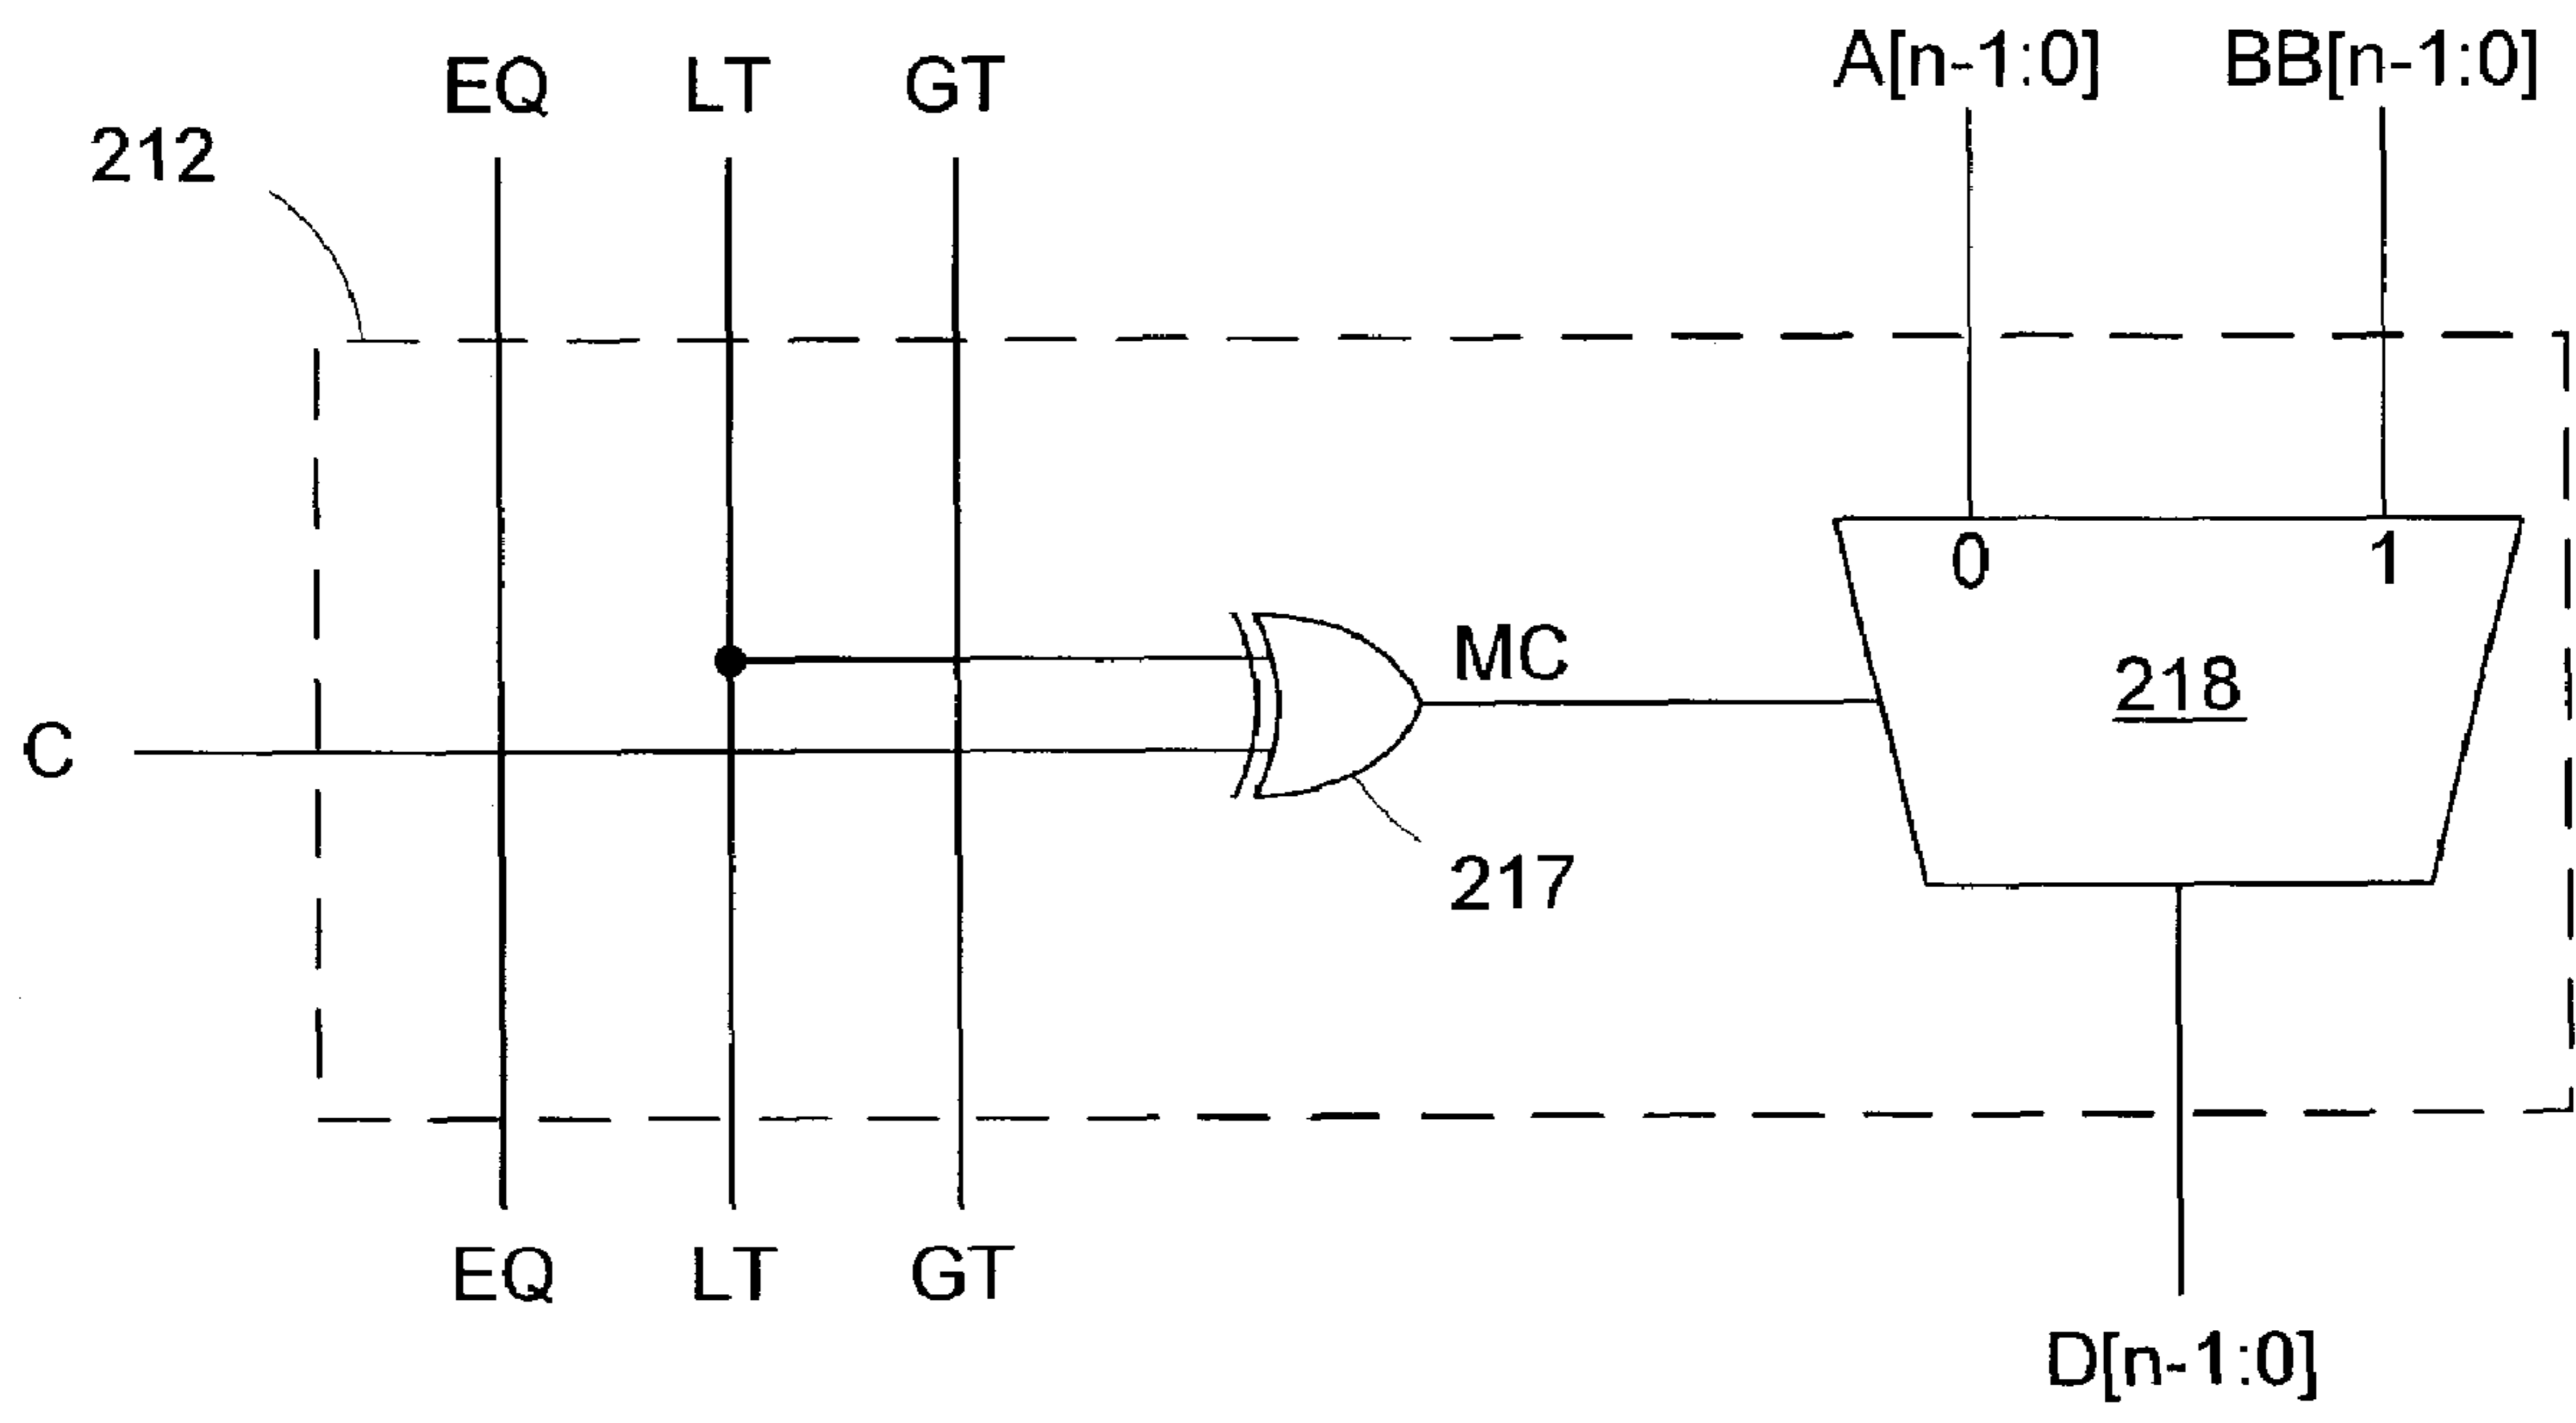 A[n-1:0] BB[n-1:0]
EQ LT GT
212
0 1
MC
218
C
217
EQ LT GT
D[n-1:0]